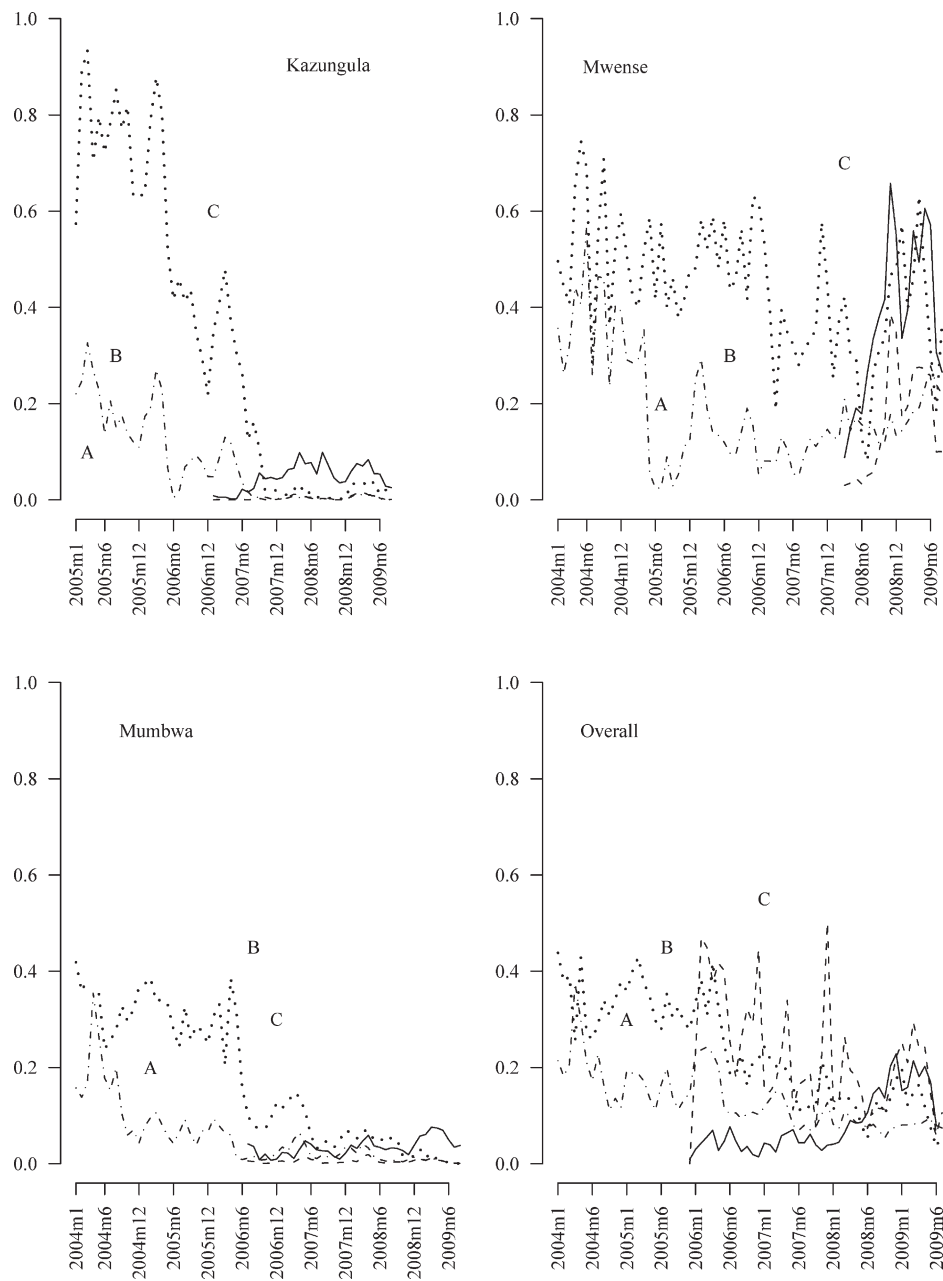 1.0
0.8
0.6
0.4
0.2
0.0
Kazungula
C
B
A
2005m1
2005m6
2005m12
2006m6
2006m12
2007m6
2007m12
2008m6
2008m12
2009m6
1.0
0.8
0.6
0.4
0.2
0.0
Mwense
C
B
A
2004m1
2004m6
2004m12
2005m6
2005m12
2006m6
2006m12
2007m6
2007m12
2008m6
2008m12
2009m6
1.0
0.8
0.6
0.4
0.2
0.0
Mumbwa
B
C
A
2004m1
2004m6
2004m12
2005m6
2005m12
2006m6
2006m12
2007m6
2007m12
2008m6
2008m12
2009m6
1.0
0.8
0.6
0.4
0.2
0.0
Overall
C
B
A
2004m1
2004m6
2005m1
2005m6
2006m1
2006m6
2007m1
2007m6
2008m1
2008m6
2009m1
2009m6